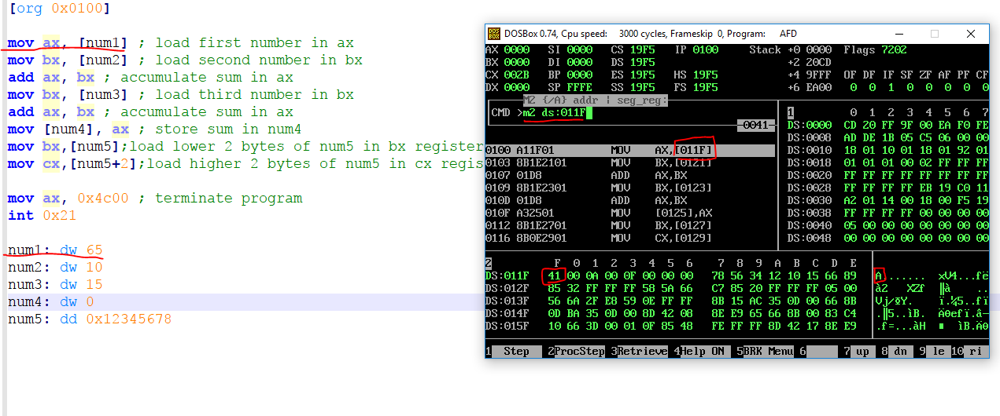 [org 0x0100]
mov ax, [num1] ; load first number in ax
mov bx, [num2] ; load second number in bx
add ax, bx ; accumulate sum in ax
mov bx, [num3] ; load third number in bx
add ax, bx ; accumulate sum in ax
mov [num4], ax ; store sum in num4
mov bx,[num5];load lower 2 bytes of num5 in bx register
mov cx,[num5+2];load higher 2 bytes of num5 in cx regis
mov ax, 0x4c00 ; terminate program
int 0x21
num1: dw 65
num2: dw 10
num3: dw 15
num4: dw 0
num5: dd 0x12345678
DOSBox 0.74, Cpu speed: 3000 cycles, Frameskip 0, Program: AFD
AX 0000 SI 0000 CS 19F5 IP 0100 Stack +0 0000 Flags 7202
BX 0000 DI 0000 DS 19F5 +2 20CD
CX 002B BP 0000 ES 19F5 HS 19F5 +4 9FFF OF DF IF SF ZF AF PF CF
DX 0000 SP FFFE SS 19F5 FS 19F5 +6 EA00 0 0 1 0 0 0 0 0
M2 {/A} addr | seg_reg:
CMD >m2 ds:011F
0041
0100 A11F01 MOV AX,[011F]
0103 8B1E2101 MOV BX,[0121]
0107 01D8 ADD AX,BX
0109 8B1E2301 MOV BX,[0123]
010D 01D8 ADD AX,BX
010F A32501 MOV [0125],AX
0112 8B1E2701 MOV BX,[0127]
0116 8B0E2901 MOV CX,[0129]
1 0 1 2 3 4 5 6 7
DS:0000 CD 20 FF 9F 00 EA F0 FE
DS:0008 AD DE 1B 05 C5 06 00 00
DS:0010 18 01 10 01 18 01 92 01
DS:0018 01 01 01 00 02 FF FF FF
DS:0020 FF FF FF FF FF FF FF FF
DS:0028 FF FF FF FF EB 19 C0 11
DS:0030 A2 01 14 00 18 00 F5 19
DS:0038 FF FF FF FF 00 00 00 00
DS:0040 05 00 00 00 00 00 00 00
DS:0048 00 00 00 00 00 00 00 00
2 F 0 1 2 3 4 5 6 7 8 9 A B C D E
DS:011F 41 00 0A 00 0F 00 00 00 78 56 34 12 10 15 66 89 A....... xV4...fë
DS:012F 85 32 FF FF FF 58 5A 66 C7 85 20 FF FF FF 05 00 à2 XZf ╟à ..
DS:013F 56 6A 2F E8 59 0E FF FF 8B 15 AC 35 0D 00 66 8B Vj/ΦY. ï.¼5..fï
DS:014F 0D BA 35 0D 00 8D 42 08 8E E9 65 66 8B 00 83 C4 .║5..ìB. ÄΘefï.â─
DS:015F 10 66 3D 00 01 0F 85 48 FE FF FF 8D 42 17 8E E9 .f=...àH ■ ìB.ÄΘ
1 Step 2ProcStep 3Retrieve 4Help ON 5BRK Menu 6 7 up 8 dn 9 le 10 ri